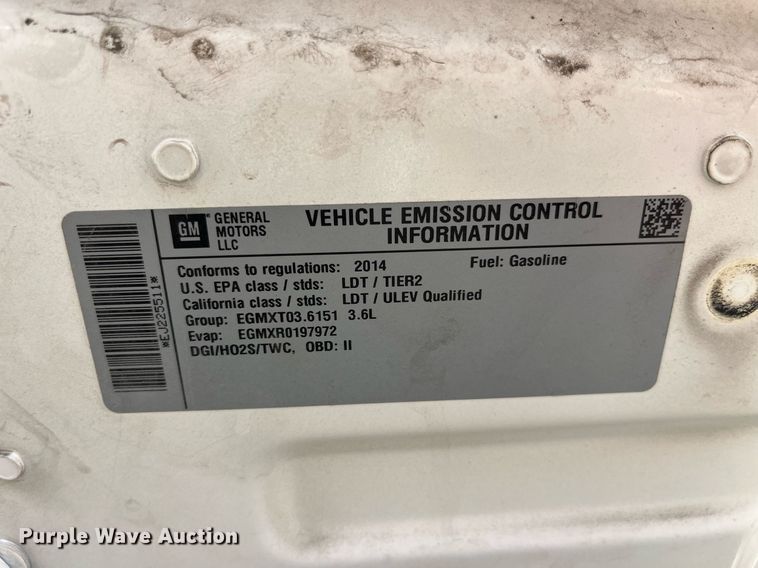 *EJ225511*
GM GENERAL MOTORS LLC
VEHICLE EMISSION CONTROL
INFORMATION
Conforms to regulations: 2014 Fuel: Gasoline
U.S. EPA class / stds: LDT / TIER2
California class / stds: LDT / ULEV Qualified
Group: EGMXT03.6151 3.6L
Evap: EGMXR0197972
DGI/HO2S/TWC, OBD: II
Purple Wave Auction